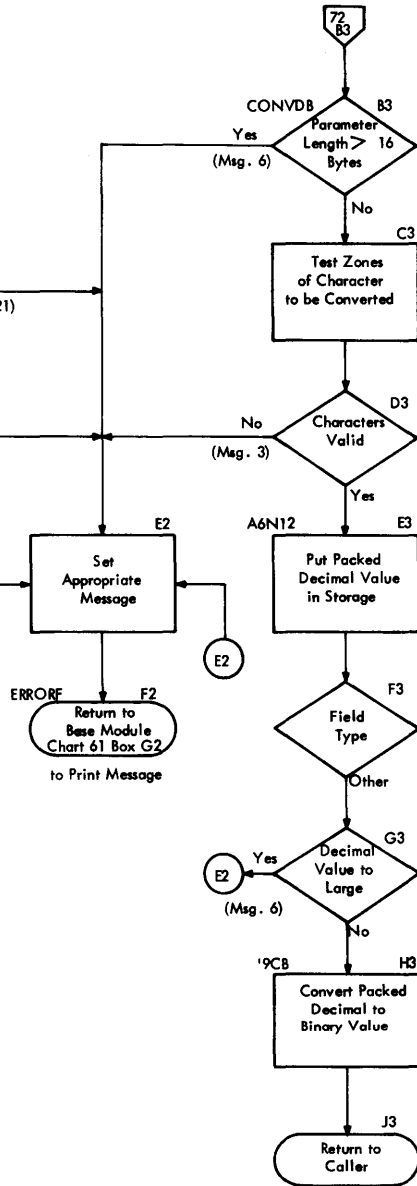 72
B3
CONVDB
B3
Parameter
Length > 16
Bytes
Yes
(Msg. 6)
No
C3
Test Zones
of Character
to be Converted
21)
D3
Characters
Valid
No
(Msg. 3)
Yes
E2
Set
Appropriate
Message
A6N12
E3
Put Packed
Decimal Value
in Storage
E2
ERRORF
F2
Return to
Base Module
Chart 61 Box G2
to Print Message
F3
Field
Type
Other
G3
Decimal
Value to
Large
Yes
E2
(Msg. 6)
No
'9CB
H3
Convert Packed
Decimal to
Binary Value
J3
Return to
Caller